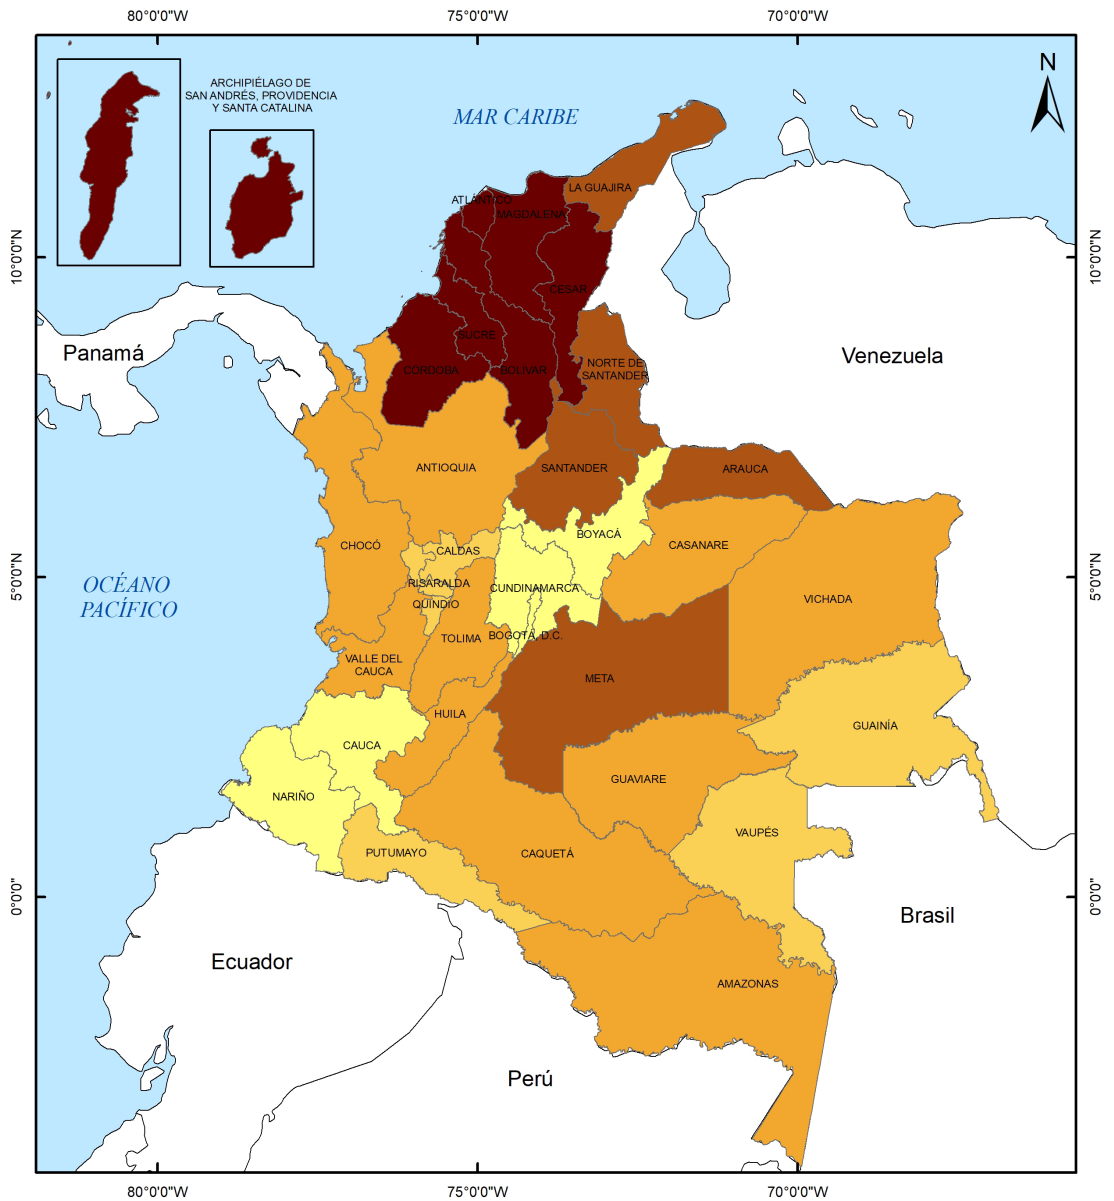 80°0'0"W 75°0'0"W 70°0'0"W
N
ARCHIPIÉLAGO DE
SAN ANDRÉS, PROVIDENCIA
Y SANTA CATALINA
MAR CARIBE
LA GUAJIRA
ATLÁNTICO
MAGDALENA
10°0'0"N
10°0'0"N
CESAR
SUCRE
Panamá
Venezuela
NORTE DE
SANTANDER
CÓRDOBA
BOLÍVAR
ANTIOQUIA
SANTANDER
ARAUCA
BOYACÁ
CHOCÓ
CALDAS
CASANARE
5°0'0"N
5°0'0"N
OCÉANO
PACÍFICO
RISARALDA
CUNDINAMARCA
QUINDIO
VICHADA
TOLIMA
BOGOTÁ, D.C.
VALLE DEL
CAUCA
META
HUILA
GUAINÍA
CAUCA
GUAVIARE
NARIÑO
VAUPÉS
PUTUMAYO
CAQUETÁ
0°0'0"
0°0'0"
Brasil
Ecuador
AMAZONAS
Perú
80°0'0"W 75°0'0"W 70°0'0"W